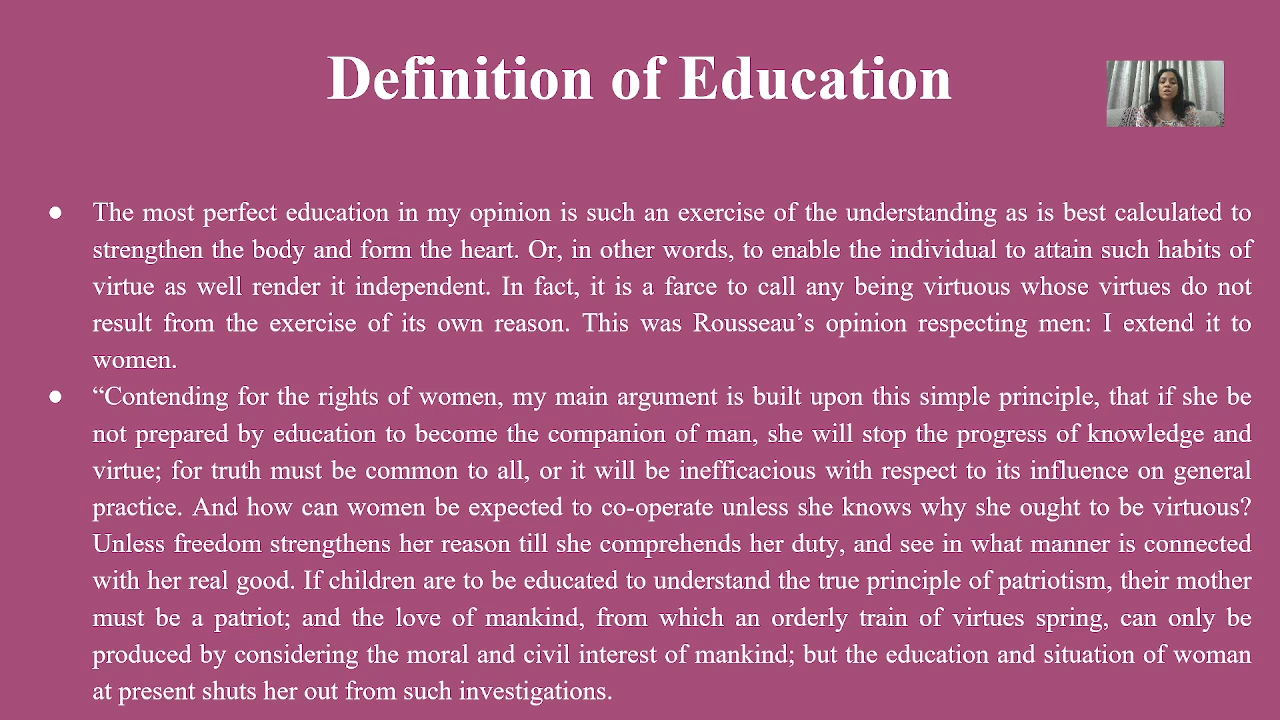 Definition of Education
● The most perfect education in my opinion is such an exercise of the understanding as is best calculated to
strengthen the body and form the heart. Or, in other words, to enable the individual to attain such habits of
virtue as well render it independent. In fact, it is a farce to call any being virtuous whose virtues do not
result from the exercise of its own reason. This was Rousseau’s opinion respecting men: I extend it to
women.
● “Contending for the rights of women, my main argument is built upon this simple principle, that if she be
not prepared by education to become the companion of man, she will stop the progress of knowledge and
virtue; for truth must be common to all, or it will be inefficacious with respect to its influence on general
practice. And how can women be expected to co-operate unless she knows why she ought to be virtuous?
Unless freedom strengthens her reason till she comprehends her duty, and see in what manner is connected
with her real good. If children are to be educated to understand the true principle of patriotism, their mother
must be a patriot; and the love of mankind, from which an orderly train of virtues spring, can only be
produced by considering the moral and civil interest of mankind; but the education and situation of woman
at present shuts her out from such investigations.